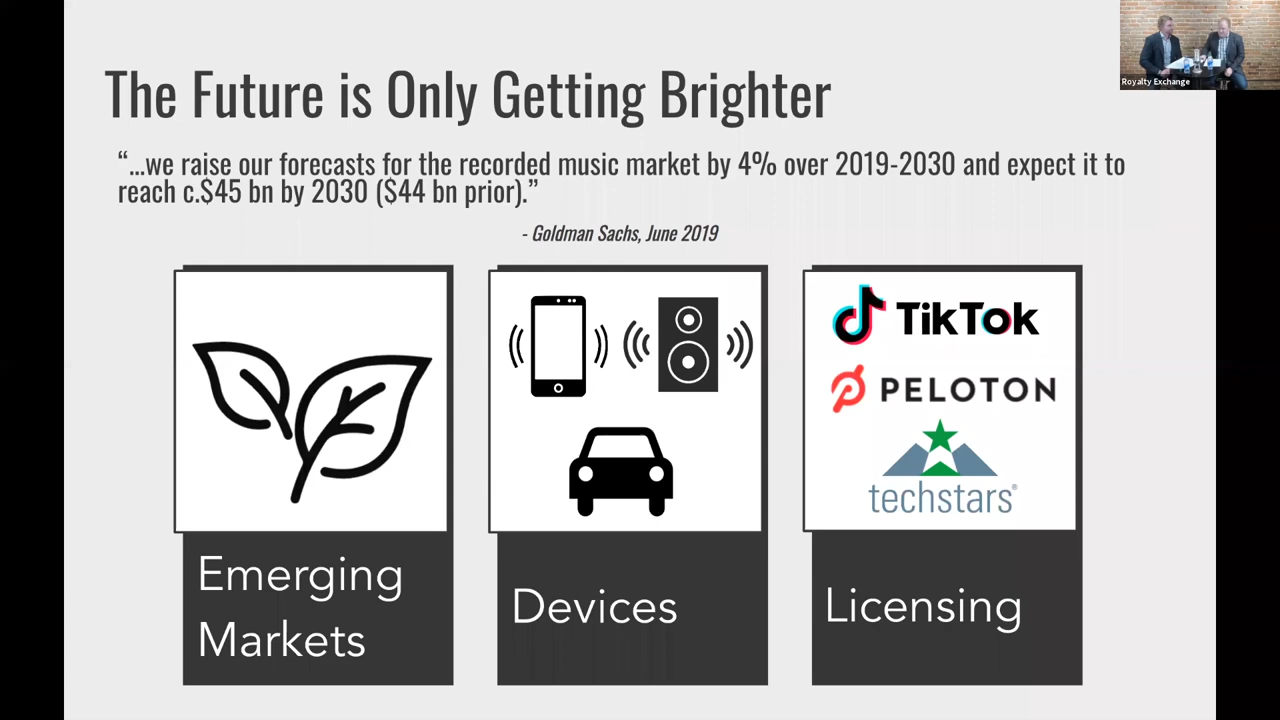 Royalty Exchange
The Future is Only Getting Brighter
“...we raise our forecasts for the recorded music market by 4% over 2019-2030 and expect it to
reach c.$45 bn by 2030 ($44 bn prior).”
- Goldman Sachs, June 2019
Emerging
Markets
Devices
TikTok
PELOTON
techstars®
Licensing